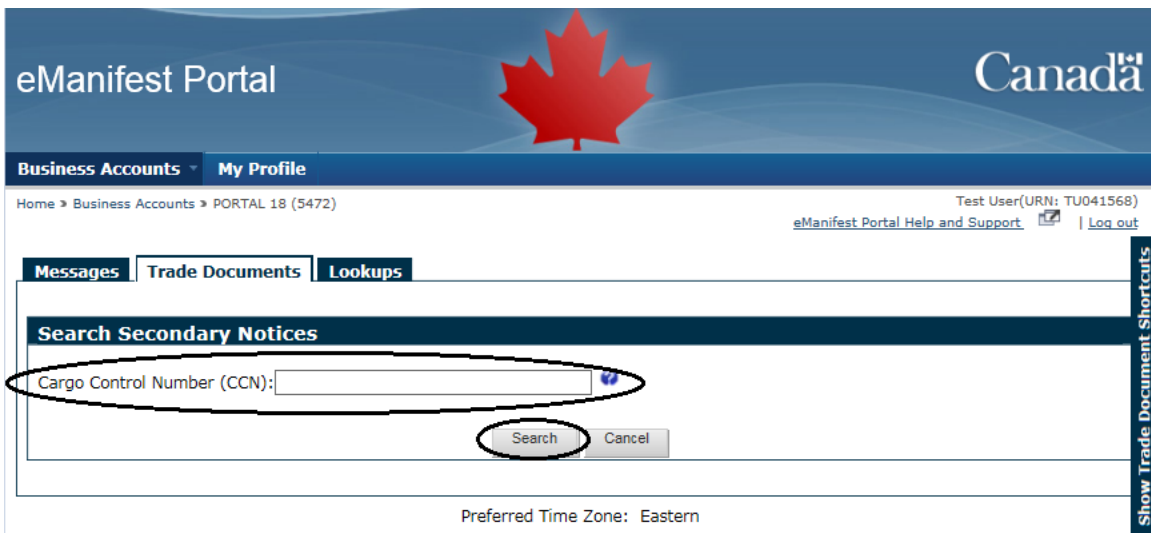 eManifest Portal
Canada
Business Accounts My Profile
Home » Business Accounts » PORTAL 18 (5472)
Test User(URN: TU041568)
eManifest Portal Help and Support | Log out
Messages Trade Documents Lookups
Search Secondary Notices
Cargo Control Number (CCN): ?
Search Cancel
Preferred Time Zone: Eastern
Show Trade Document Shortcuts